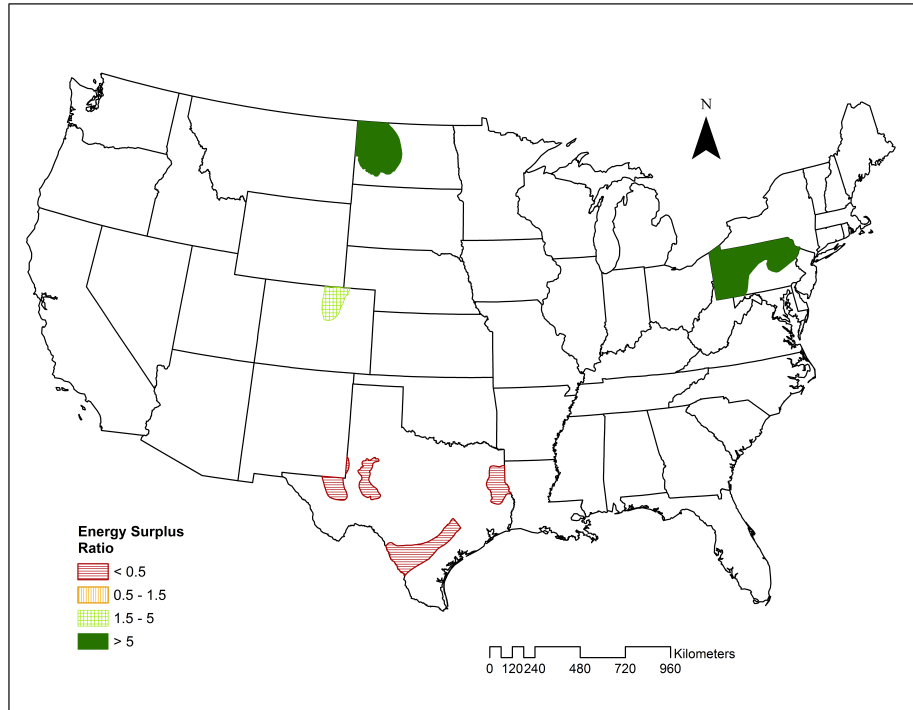 N
Energy Surplus
Ratio
< 0.5
0.5 - 1.5
1.5 - 5
> 5
Kilometers
0 120240 480 720 960